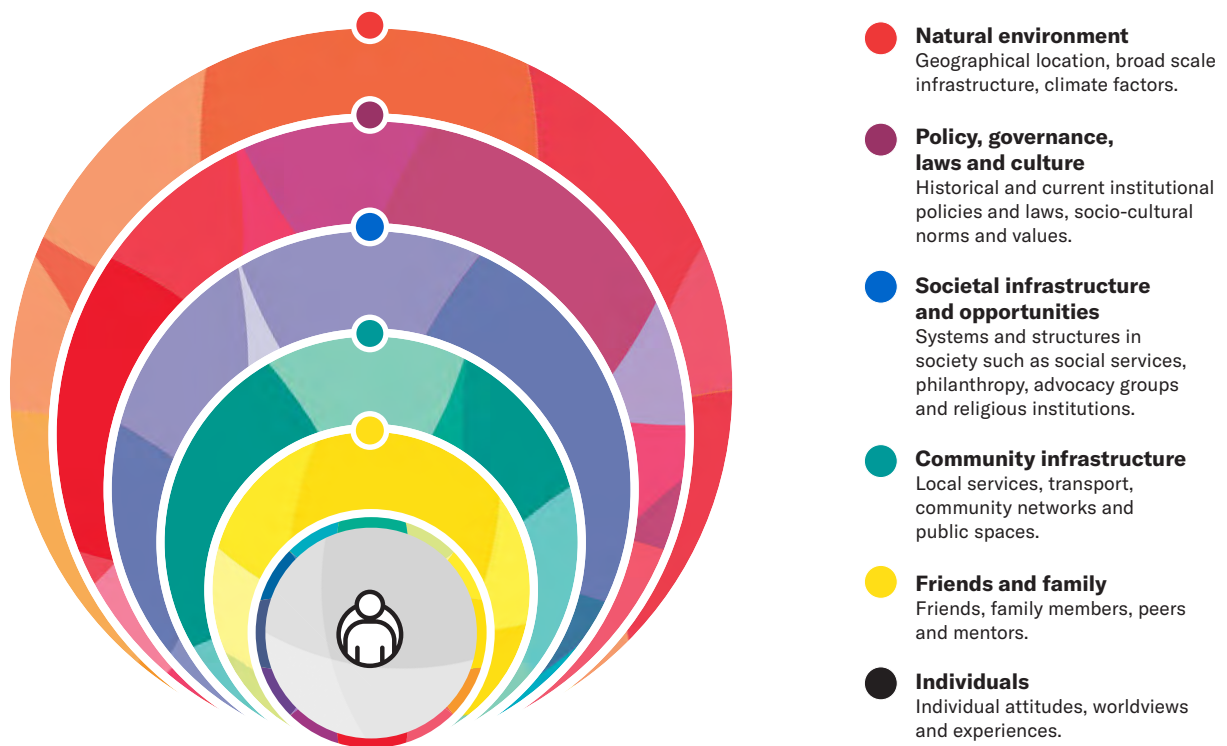 Natural environment
Geographical location, broad scale
infrastructure, climate factors.
Policy, governance,
laws and culture
Historical and current institutional
policies and laws, socio-cultural
norms and values.
Societal infrastructure
and opportunities
Systems and structures in
society such as social services,
philanthropy, advocacy groups
and religious institutions.
Community infrastructure
Local services, transport,
community networks and
public spaces.
Friends and family
Friends, family members, peers
and mentors.
Individuals
Individual attitudes, worldviews
and experiences.